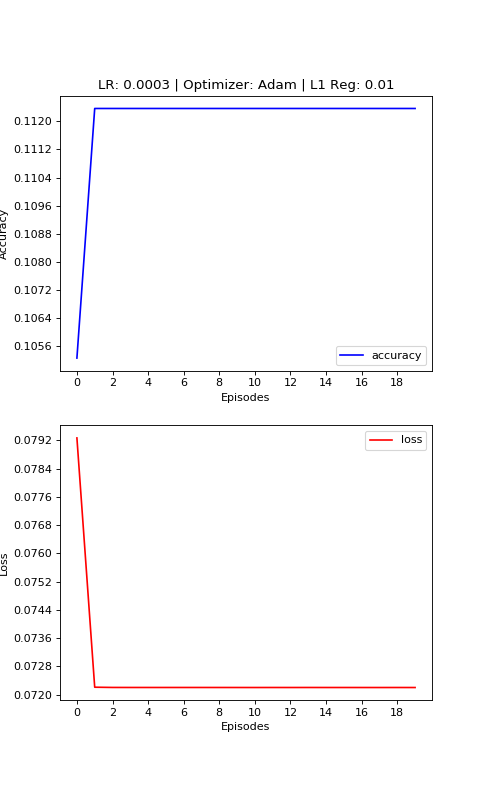 LR: 0.0003 | Optimizer: Adam | L1 Reg: 0.01
0.1120
0.1112
0.1104
0.1096
0.1088
0.1080
0.1072
0.1064
0.1056
Accuracy
accuracy
0 2 4 6 8 10 12 14 16 18
Episodes
loss
0.0792
0.0784
0.0776
0.0768
0.0760
0.0752
0.0744
0.0736
0.0728
0.0720
Loss
0 2 4 6 8 10 12 14 16 18
Episodes